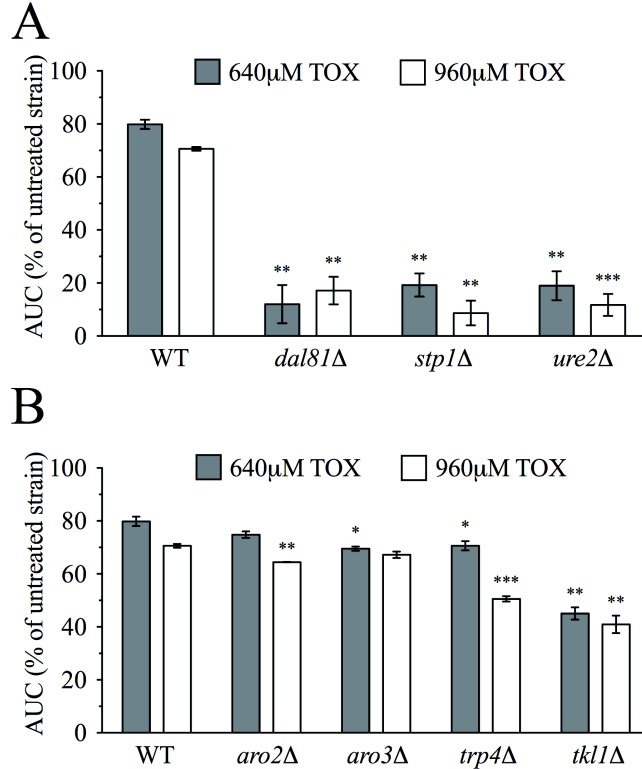 A
640μM TOX 960μM TOX
AUC (% of untreated strain)
100
80
60
40
20
0
** ** ** ** ** ***
WT dal81Δ stp1Δ ure2Δ
B
640μM TOX 960μM TOX
AUC (% of untreated strain)
100
80
60
40
20
0
** * * *** ** **
WT aro2Δ aro3Δ trp4Δ tkl1Δ